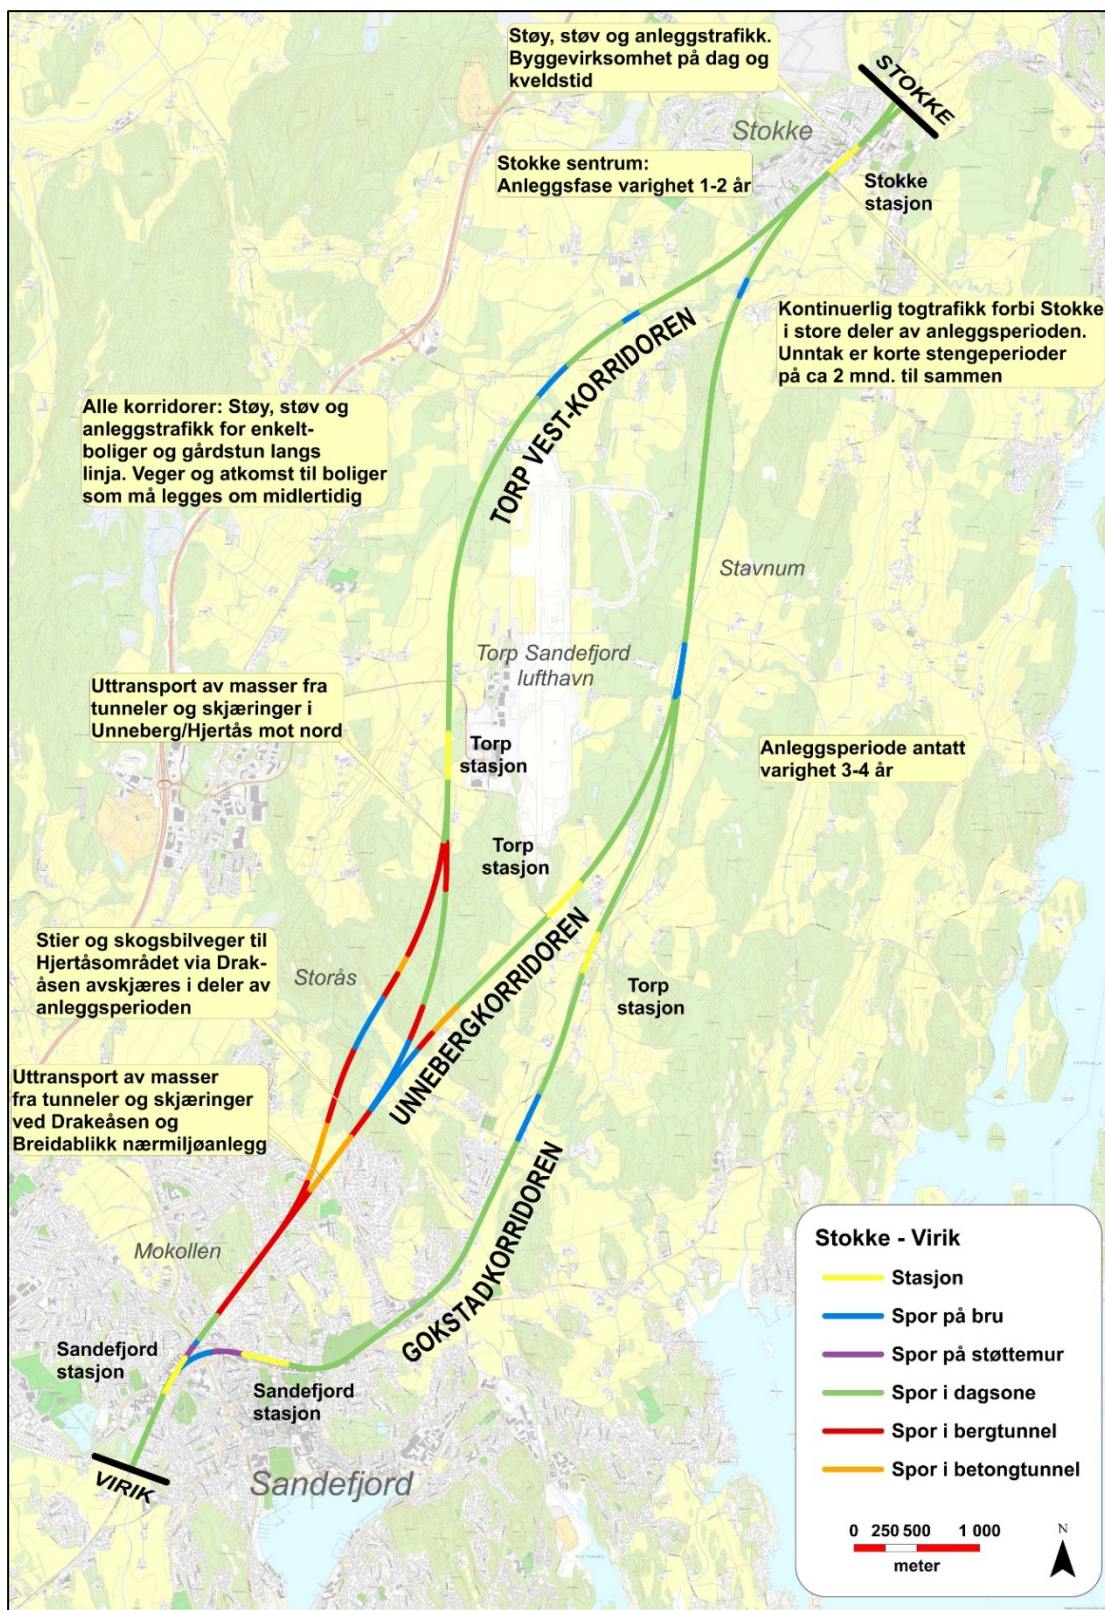 Støy, støv og anleggstrafikk.
Byggevirksomhet på dag og
kveldstid
STOKKE
Stokke
Stokke sentrum:
Anleggsfase varighet 1-2 år
Stokke
stasjon
Kontinuerlig togtrafikk forbi Stokke
i store deler av anleggsperioden.
Unntak er korte stengeperioder
på ca 2 mnd. til sammen
TORP VEST-KORRIDOREN
Alle korridorer: Støy, støv og
anleggstrafikk for enkelt-
boliger og gårdstun langs
linja. Veger og atkomst til boliger
som må legges om midlertidig
Stavnum
Torp Sandefjord
lufthavn
Uttransport av masser fra
tunneler og skjæringer i
Unneberg/Hjertås mot nord
Torp
stasjon
Anleggsperiode antatt
varighet 3-4 år
Torp
stasjon
Stier og skogsbilveger til
Hjertåsområdet via Drak-
åsen avskjæres i deler av
anleggsperioden
Storås
UNNEBERGKORRIDOREN
Torp
stasjon
Uttransport av masser
fra tunneler og skjæringer
ved Drakeåsen og
Breidablikk nærmiljøanlegg
Mokollen
GOKSTADKORRIDOREN
Sandefjord
stasjon
Sandefjord
stasjon
VIRIK
Sandefjord
Stokke - Virik
Stasjon
Spor på bru
Spor på støttemur
Spor i dagsone
Spor i bergtunnel
Spor i betongtunnel
0 250 500 1 000
meter
N